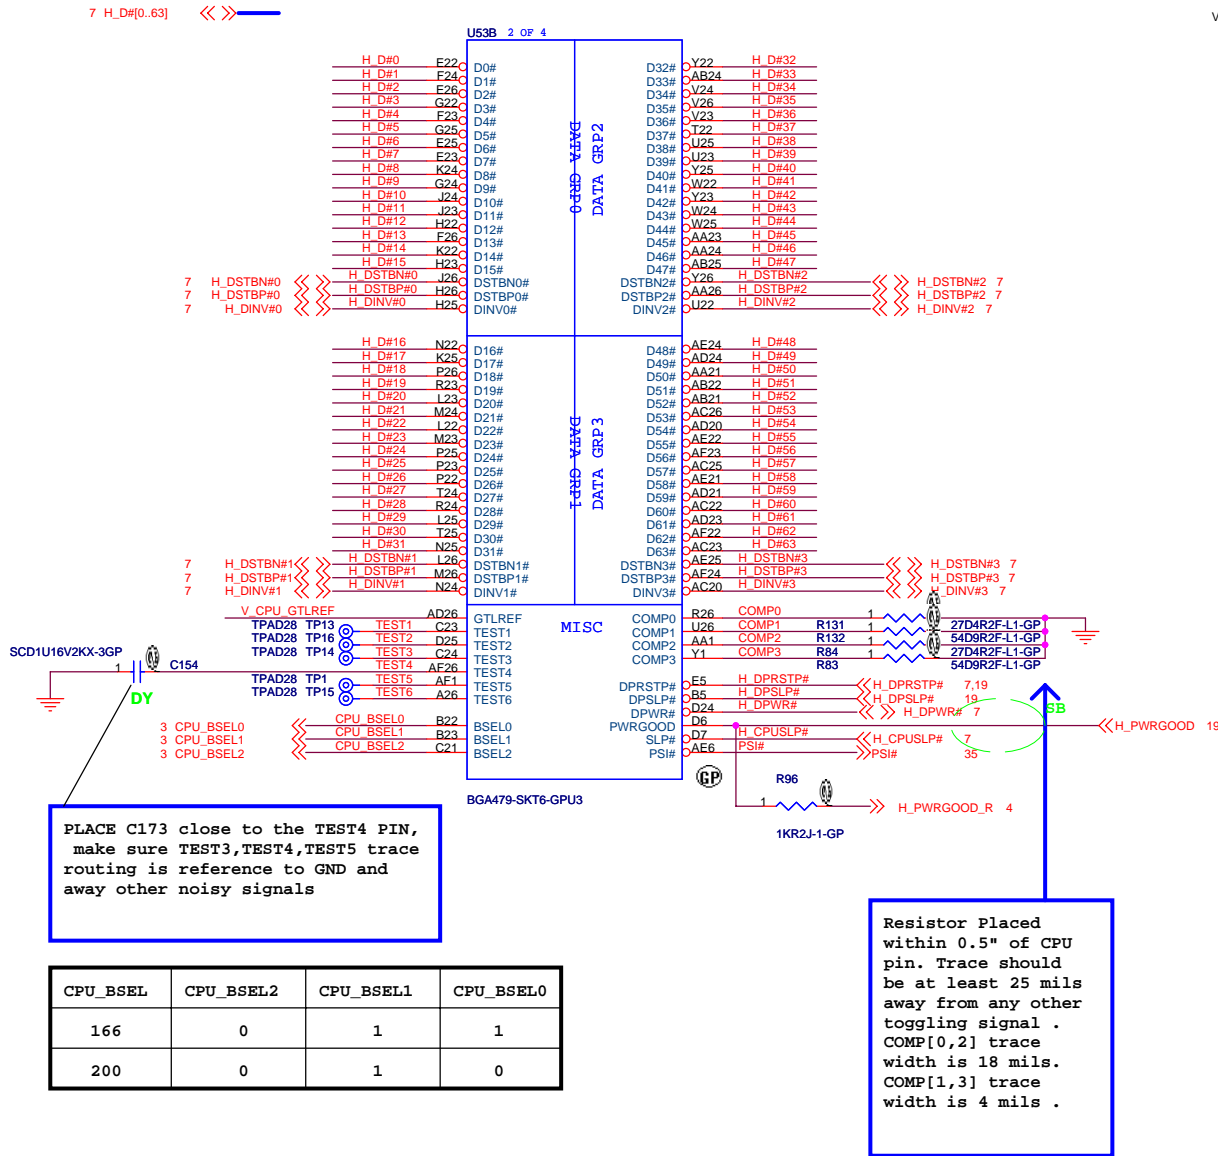 7 H_D#[0..63]
V
U53B 2 OF 4
H_D#0 E22 D0# D32# Y22 H_D#32
H_D#1 F24 D1# D33# AB24 H_D#33
H_D#2 E26 D2# D34# V24 H_D#34
H_D#3 G22 D3# D35# V26 H_D#35
H_D#4 F23 D4# D36# V23 H_D#36
H_D#5 G25 D5# D37# T22 H_D#37
H_D#6 E25 D6# D38# U25 H_D#38
H_D#7 E23 D7# D39# U23 H_D#39
H_D#8 K24 D8# D40# Y25 H_D#40
H_D#9 G24 D9# D41# W22 H_D#41
H_D#10 J24 D10# D42# Y23 H_D#42
H_D#11 J23 D11# D43# W24 H_D#43
H_D#12 H22 D12# D44# W25 H_D#44
H_D#13 F26 D13# D45# AA23 H_D#45
H_D#14 K22 D14# D46# AA24 H_D#46
H_D#15 H23 D15# D47# AB25 H_D#47
7 H_DSTBN#0 H_DSTBN#0 J26 DSTBN0# DSTBN2# Y26 H_DSTBN#2 H_DSTBN#2 7
7 H_DSTBP#0 H_DSTBP#0 H26 DSTBP0# DSTBP2# AA26 H_DSTBP#2 H_DSTBP#2 7
7 H_DINV#0 H_DINV#0 H25 DINV0# DINV2# U22 H_DINV#2 H_DINV#2 7
DATA GRP0
DATA GRP2
H_D#16 N22 D16# D48# AE24 H_D#48
H_D#17 K25 D17# D49# AD24 H_D#49
H_D#18 P26 D18# D50# AA21 H_D#50
H_D#19 R23 D19# D51# AB22 H_D#51
H_D#20 L23 D20# D52# AB21 H_D#52
H_D#21 M24 D21# D53# AC26 H_D#53
H_D#22 L22 D22# D54# AD20 H_D#54
H_D#23 M23 D23# D55# AE22 H_D#55
H_D#24 P25 D24# D56# AF23 H_D#56
H_D#25 P23 D25# D57# AC25 H_D#57
H_D#26 P22 D26# D58# AE21 H_D#58
H_D#27 T24 D27# D59# AD21 H_D#59
H_D#28 R24 D28# D60# AC22 H_D#60
H_D#29 L25 D29# D61# AD23 H_D#61
H_D#30 T25 D30# D62# AF22 H_D#62
H_D#31 N25 D31# D63# AC23 H_D#63
7 H_DSTBN#1 H_DSTBN#1 L26 DSTBN1# DSTBN3# AE25 H_DSTBN#3 H_DSTBN#3 7
7 H_DSTBP#1 H_DSTBP#1 M26 DSTBP1# DSTBP3# AF24 H_DSTBP#3 H_DSTBP#3 7
7 H_DINV#1 H_DINV#1 N24 DINV1# DINV3# AC20 H_DINV#3 H_DINV#3 7
DATA GRP1
DATA GRP3
MISC
V_CPU_GTLREF AD26 GTLREF COMP0 R26 COMP0 1 R131 27D4R2F-L1-GP
TPAD28 TP13 TEST1 C23 TEST1 COMP1 U26 COMP1 1 R132 54D9R2F-L1-GP
TPAD28 TP16 TEST2 D25 TEST2 COMP2 AA1 COMP2 1 R84 27D4R2F-L1-GP
TPAD28 TP14 TEST3 C24 TEST3 COMP3 Y1 COMP3 1 R83 54D9R2F-L1-GP
SCD1U16V2KX-3GP 1 C154 DY TEST4 AF26 TEST4
TPAD28 TP1 TEST5 AF1 TEST5 DPRSTP# E5 H_DPRSTP# H_DPRSTP# 7,19
TPAD28 TP15 TEST6 A26 TEST6 DPSLP# B5 H_DPSLP# H_DPSLP# 19
DPWR# D24 H_DPWR# H_DPWR# 7 SB
3 CPU_BSEL0 CPU_BSEL0 B22 BSEL0 PWRGOOD D6 H_PWRGOOD 19
3 CPU_BSEL1 CPU_BSEL1 B23 BSEL1 SLP# D7 H_CPUSLP# H_CPUSLP# 7
3 CPU_BSEL2 CPU_BSEL2 C21 BSEL2 PSI# AE6 PSI# PSI# 35
GP
BGA479-SKT6-GPU3
R96
1 H_PWRGOOD_R 4
1KR2J-1-GP
PLACE C173 close to the TEST4 PIN,
make sure TEST3,TEST4,TEST5 trace
routing is reference to GND and
away other noisy signals
CPU_BSEL CPU_BSEL2 CPU_BSEL1 CPU_BSEL0
166 0 1 1
200 0 1 0
Resistor Placed
within 0.5" of CPU
pin. Trace should
be at least 25 mils
away from any other
toggling signal .
COMP[0,2] trace
width is 18 mils.
COMP[1,3] trace
width is 4 mils .